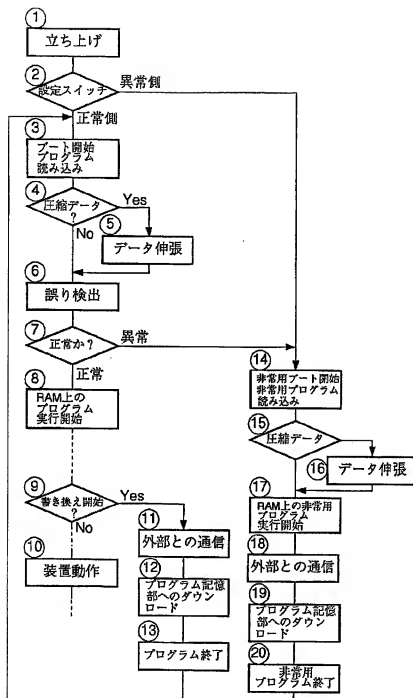 ①
立ち上げ
②
設定スイッチ
異常側
正常側
③
ブート開始
プログラム
読み込み
④
圧縮データ
?
Yes
No
⑤
データ伸張
⑥
誤り検出
⑦
正常か?
異常
正常
⑧
RAM上の
プログラム
実行開始
⑨
書き換え開始
?
Yes
No
⑩
装置動作
⑪
外部との通信
⑫
プログラム記憶
部へのダウン
ロード
⑬
プログラム終了
⑭
非常用ブート開始
非常用プログラム
読み込み
⑮
圧縮データ
⑯
データ伸張
⑰
RAM上の非常用
プログラム
実行開始
⑱
外部との通信
⑲
プログラム記憶
部へのダウン
ロード
⑳
非常用
プログラム終了